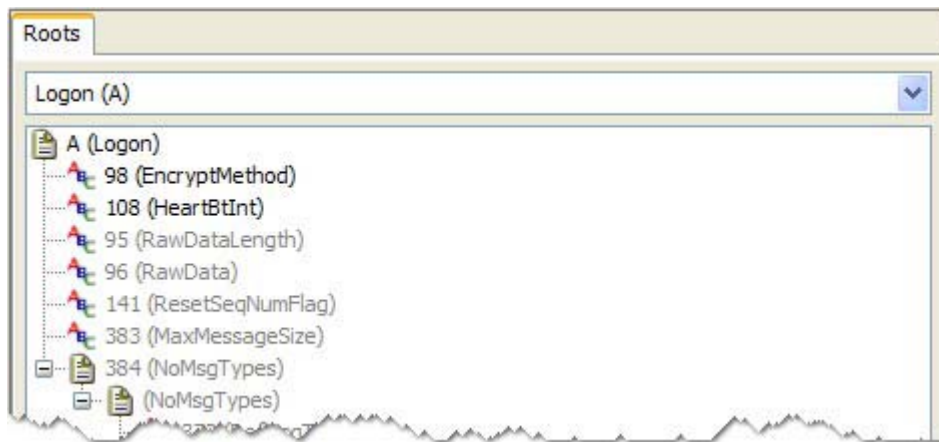 Roots
Logon (A)
A (Logon)
98 (EncryptMethod)
108 (HeartBtInt)
95 (RawDataLength)
96 (RawData)
141 (ResetSeqNumFlag)
383 (MaxMessageSize)
384 (NoMsgTypes)
(NoMsgTypes)